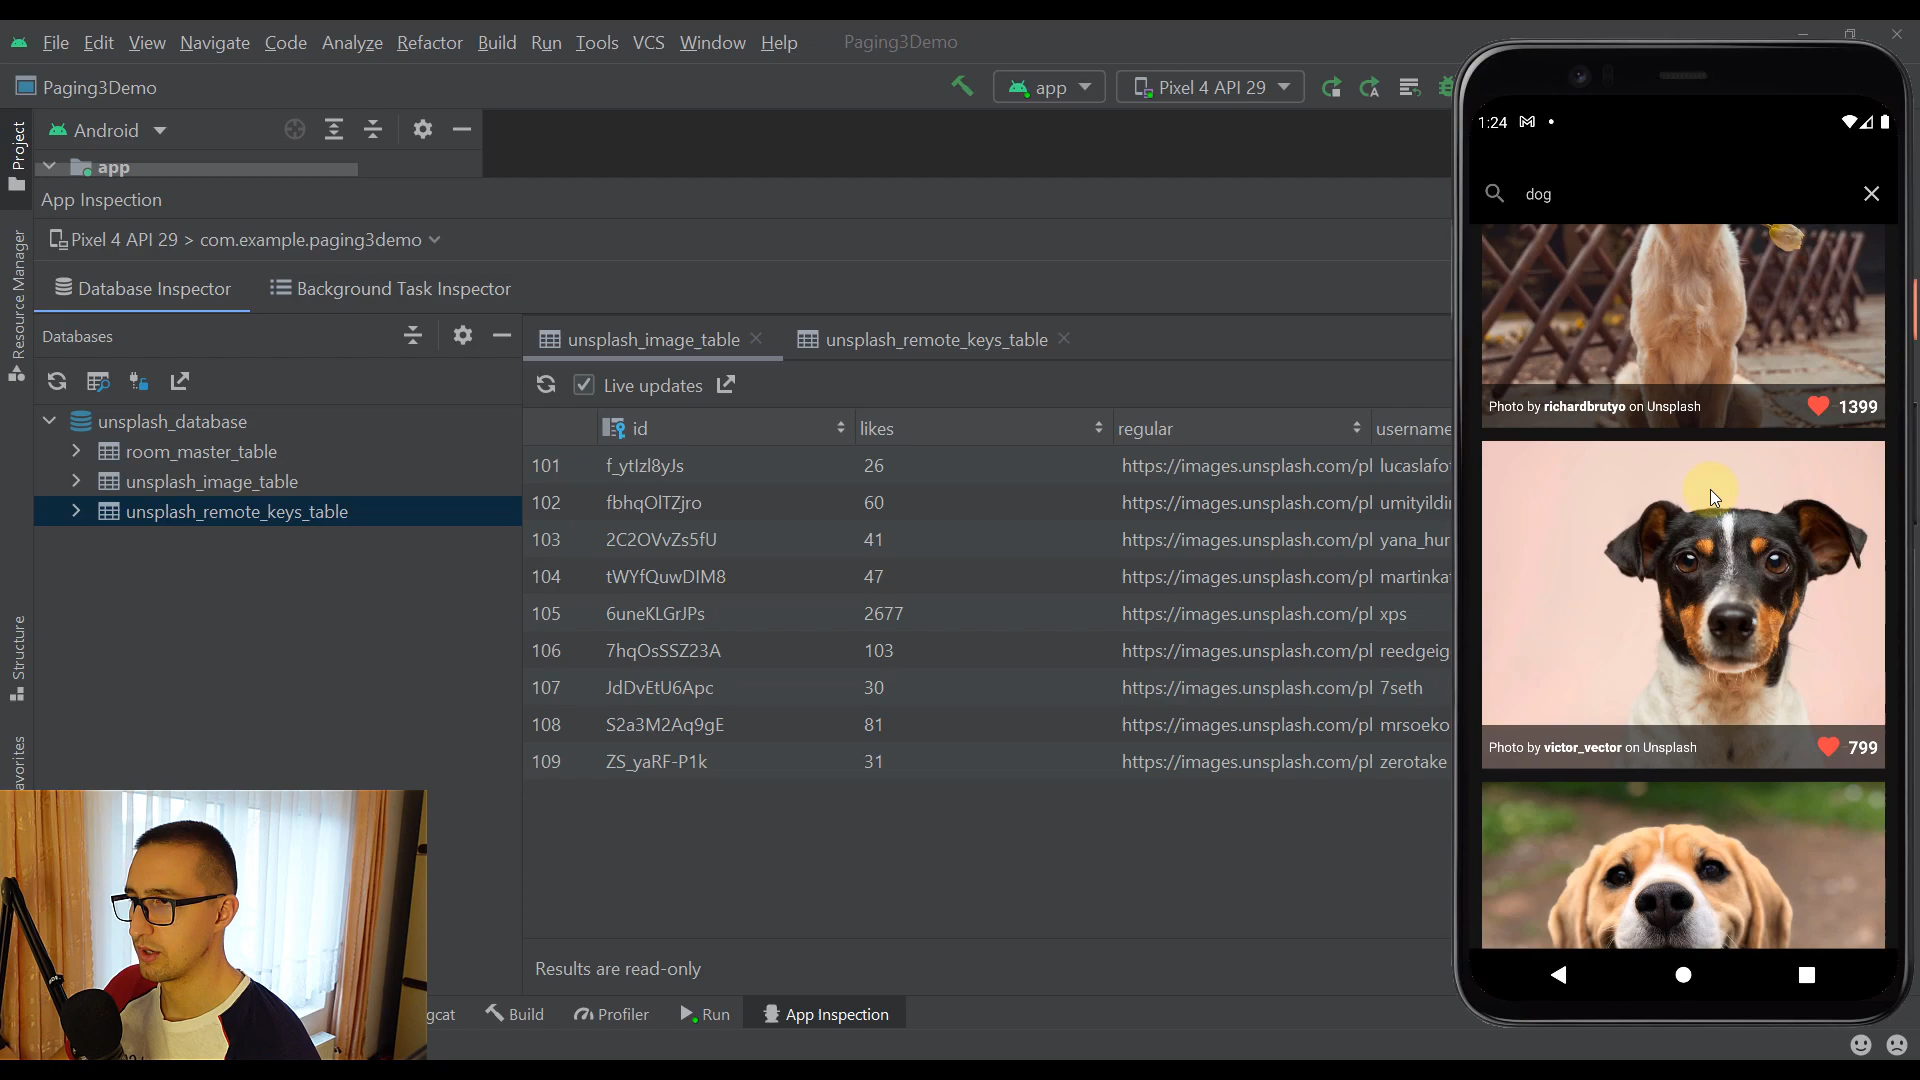 File Edit View Navigate Code Analyze Refactor Build Run Tools VCS Window Help Paging3Demo
Paging3Demo
app
Pixel 4 API 29
Project
Android
app
App Inspection
Pixel 4 API 29 > com.example.paging3demo
Resource Manager
Database Inspector
Background Task Inspector
Databases
unsplash_image_table
unsplash_remote_keys_table
Live updates
unsplash_database
room_master_table
unsplash_image_table
unsplash_remote_keys_table
id likes regular username
101 f_ytIzl8yJs 26 https://images.unsplash.com/pl lucaslafo
102 fbhqOlTZjro 60 https://images.unsplash.com/pl umityildi
103 2C2OVvZs5fU 41 https://images.unsplash.com/pl yana_hur
104 tWYfQuwDIM8 47 https://images.unsplash.com/pl martinka
105 6uneKLGrJPs 2677 https://images.unsplash.com/pl xps
106 7hqOsSSZ23A 103 https://images.unsplash.com/pl reedgeig
107 JdDvEtU6Apc 30 https://images.unsplash.com/pl 7seth
108 S2a3M2Aq9gE 81 https://images.unsplash.com/pl mrsoeko
109 ZS_yaRF-P1k 31 https://images.unsplash.com/pl zerotake
Structure
avorites
Results are read-only
gcat
Build
Profiler
Run
App Inspection
1:24
dog
Photo by richardbrutyo on Unsplash 1399
Photo by victor_vector on Unsplash 799